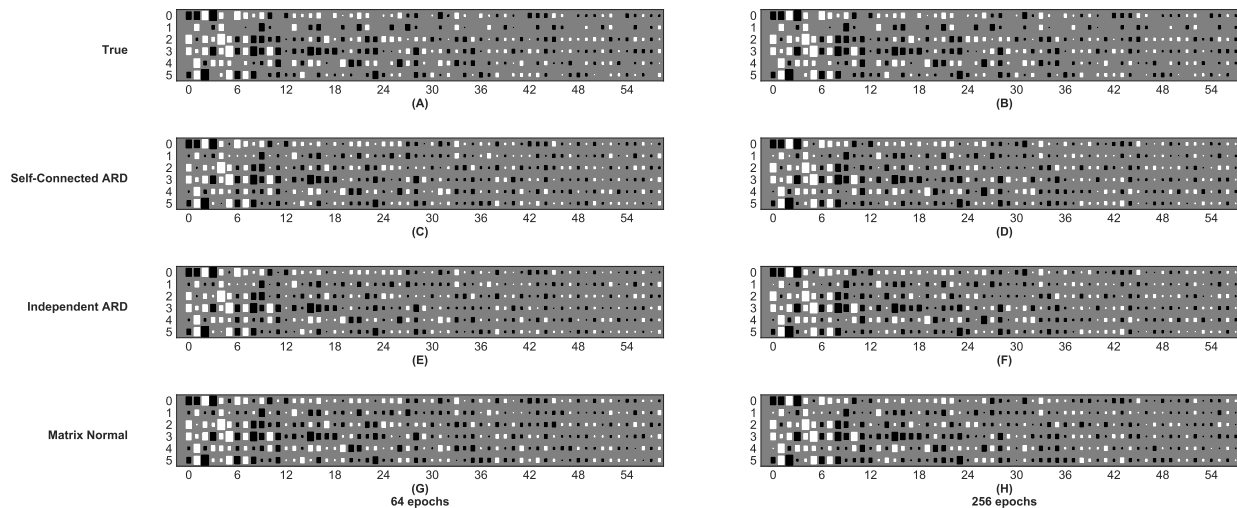 0
1
2
3
4
5
0 6 12 18 24 30 36 42 48 54
(A)
True
0
1
2
3
4
5
0 6 12 18 24 30 36 42 48 54
(B)
0
1
2
3
4
5
0 6 12 18 24 30 36 42 48 54
(C)
Self-Connected ARD
0
1
2
3
4
5
0 6 12 18 24 30 36 42 48 54
(D)
0
1
2
3
4
5
0 6 12 18 24 30 36 42 48 54
(E)
Independent ARD
0
1
2
3
4
5
0 6 12 18 24 30 36 42 48 54
(F)
0
1
2
3
4
5
0 6 12 18 24 30 36 42 48 54
(G)
64 epochs
Matrix Normal
0
1
2
3
4
5
0 6 12 18 24 30 36 42 48 54
(H)
256 epochs